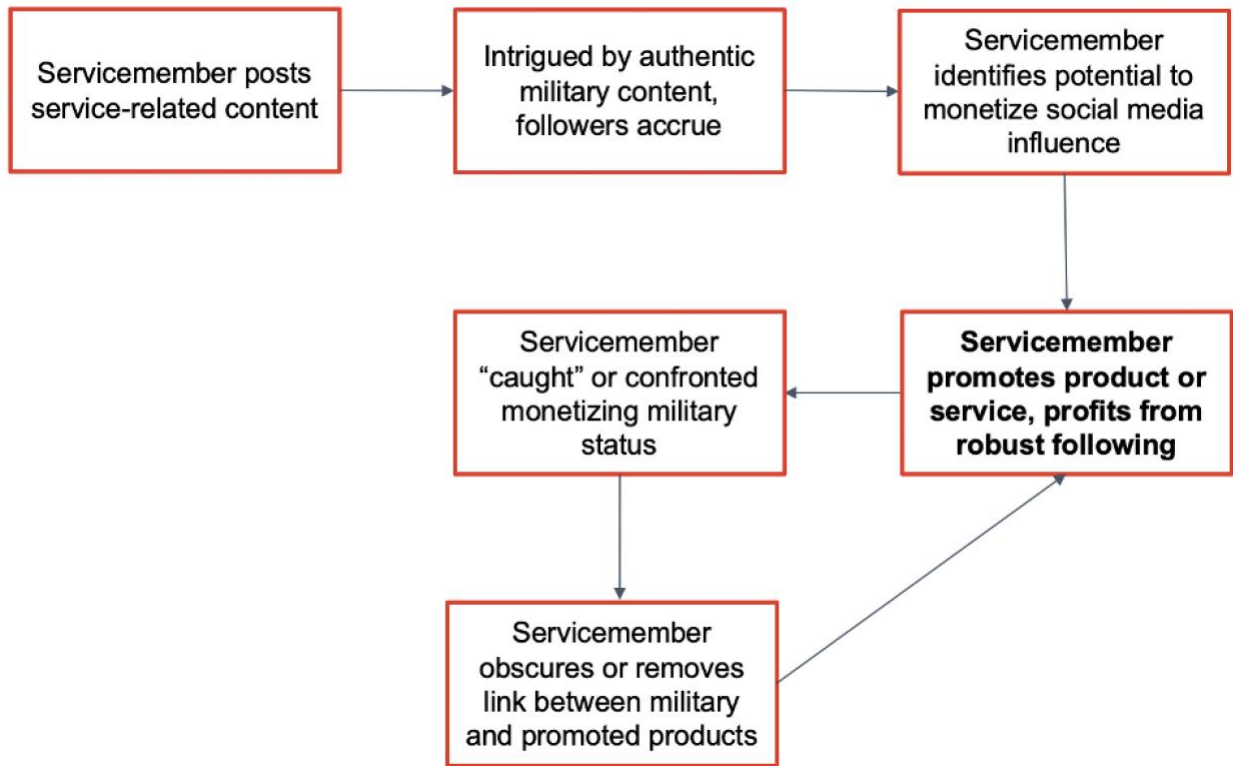 Servicemember posts
service-related content
Intrigued by authentic
military content,
followers accrue
Servicemember
identifies potential to
monetize social media
influence
Servicemember
promotes product or
service, profits from
robust following
Servicemember
“caught” or confronted
monetizing military
status
Servicemember
obscures or removes
link between military
and promoted products